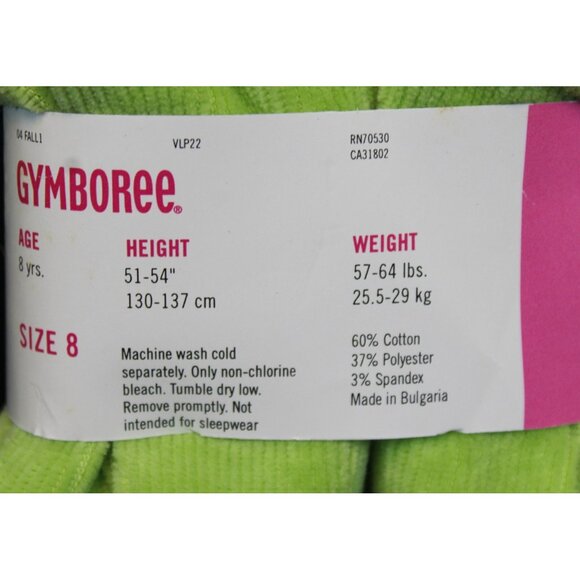 04 FALL1
VLP22
RN70530
CA31802
GYMBOREE®
AGE
8 yrs.
SIZE 8
HEIGHT
51-54"
130-137 cm
Machine wash cold
separately. Only non-chlorine
bleach. Tumble dry low.
Remove promptly. Not
intended for sleepwear
WEIGHT
57-64 lbs.
25.5-29 kg
60% Cotton
37% Polyester
3% Spandex
Made in Bulgaria